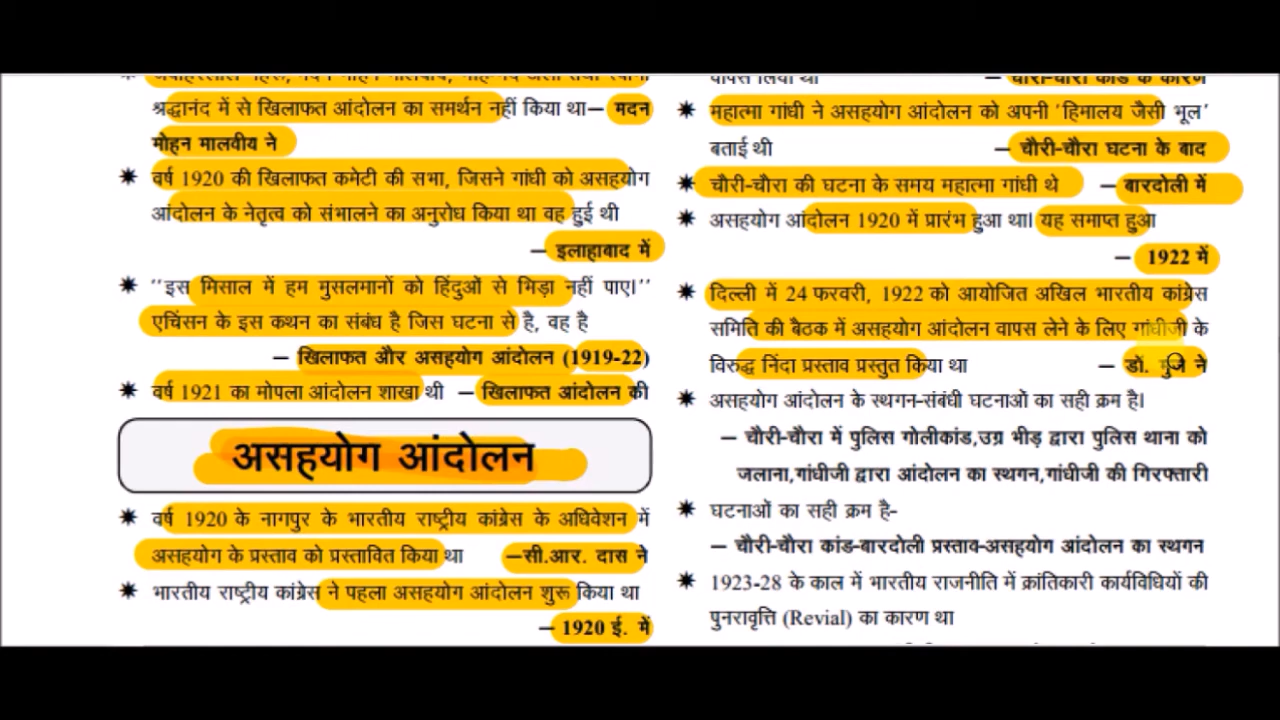 श्रद्धानंद में से खिलाफत आंदोलन का समर्थन नहीं किया था— मदन
मोहन मालवीय ने
✷ वर्ष 1920 की खिलाफत कमेटी की सभा, जिसने गांधी को असहयोग
आंदोलन के नेतृत्व को संभालने का अनुरोध किया था वह हुई थी
— इलाहाबाद में
✷ ''इस मिसाल में हम मुसलमानों को हिंदुओं से भिड़ा नहीं पाए।''
एचिंसन के इस कथन का संबंध है जिस घटना से है, वह है
— खिलाफत और असहयोग आंदोलन (1919-22)
✷ वर्ष 1921 का मोपला आंदोलन शाखा थी — खिलाफत आंदोलन की
असहयोग आंदोलन
✷ वर्ष 1920 के नागपुर के भारतीय राष्ट्रीय कांग्रेस के अधिवेशन में
असहयोग के प्रस्ताव को प्रस्तावित किया था —सी.आर. दास ने
✷ भारतीय राष्ट्रीय कांग्रेस ने पहला असहयोग आंदोलन शुरू किया था
— 1920 ई. में
वापस लिया था — चौरी-चौरा कांड के कारण
✷ महात्मा गांधी ने असहयोग आंदोलन को अपनी 'हिमालय जैसी भूल'
बताई थी — चौरी-चौरा घटना के बाद
✷ चौरी-चौरा की घटना के समय महात्मा गांधी थे — बारदोली में
✷ असहयोग आंदोलन 1920 में प्रारंभ हुआ था। यह समाप्त हुआ
— 1922 में
✷ दिल्ली में 24 फरवरी, 1922 को आयोजित अखिल भारतीय कांग्रेस
समिति की बैठक में असहयोग आंदोलन वापस लेने के लिए गांधीजी के
विरुद्ध निंदा प्रस्ताव प्रस्तुत किया था — डॉ. मुंजे ने
✷ असहयोग आंदोलन के स्थगन-संबंधी घटनाओं का सही क्रम है।
— चौरी-चौरा में पुलिस गोलीकांड,उग्र भीड़ द्वारा पुलिस थाना को
जलाना,गांधीजी द्वारा आंदोलन का स्थगन,गांधीजी की गिरफ्तारी
✷ घटनाओं का सही क्रम है-
— चौरी-चौरा कांड-बारदोली प्रस्ताव-असहयोग आंदोलन का स्थगन
✷ 1923-28 के काल में भारतीय राजनीति में क्रांतिकारी कार्यविधियों की
पुनरावृत्ति (Revial) का कारण था